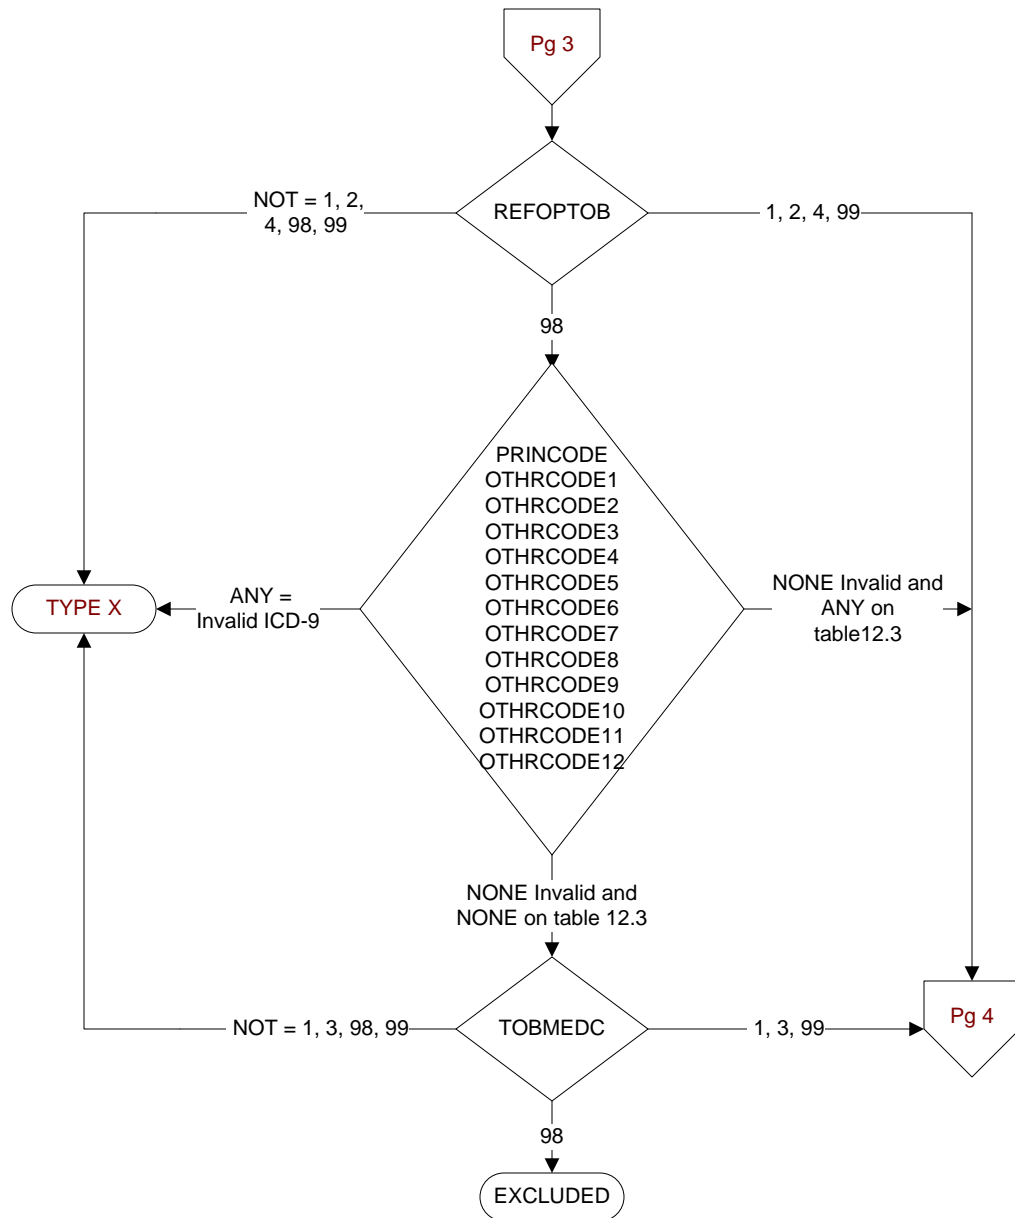 Pg 3
NOT = 1, 2,
4, 98, 99
REFOPTOB
1, 2, 4, 99
98
PRINCODE
OTHRCODE1
OTHRCODE2
OTHRCODE3
OTHRCODE4
OTHRCODE5
OTHRCODE6
OTHRCODE7
OTHRCODE8
OTHRCODE9
OTHRCODE10
OTHRCODE11
OTHRCODE12
TYPE X
ANY =
Invalid ICD-9
NONE Invalid and
ANY on
table12.3
NONE Invalid and
NONE on table 12.3
NOT = 1, 3, 98, 99
TOBMEDC
1, 3, 99
Pg 4
98
EXCLUDED